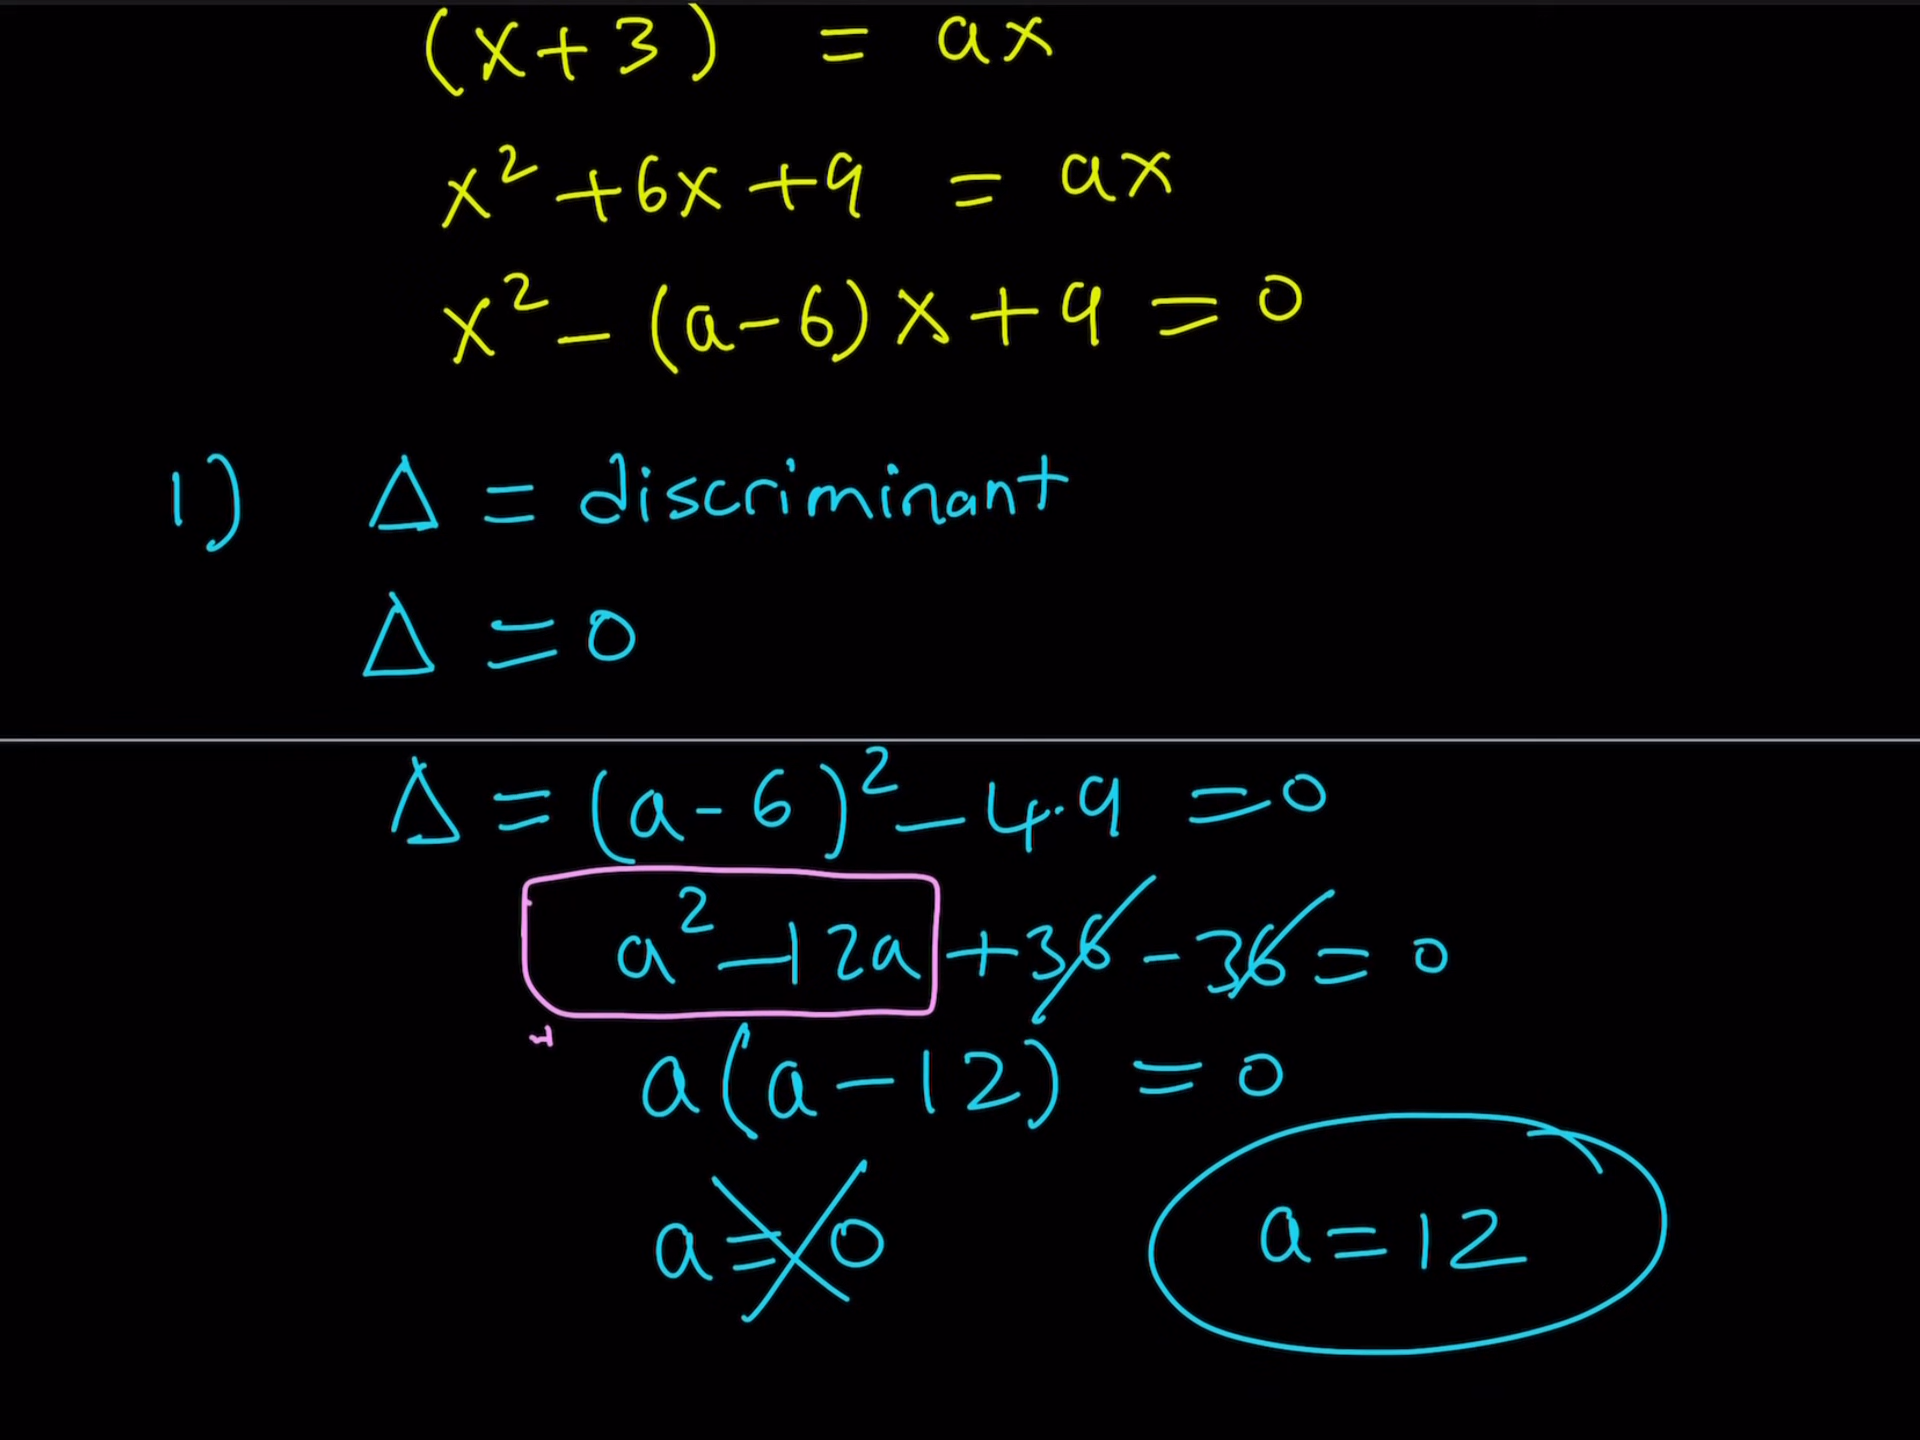 (x+3) = ax
x² + 6x + 9 = ax
x² - (a-6)x + 9 = 0
1) Δ = discriminant
Δ = 0
Δ = (a-6)² - 4·9 = 0
a² - 12a + 36 - 36 = 0
a(a-12) = 0
a = 0 a = 12